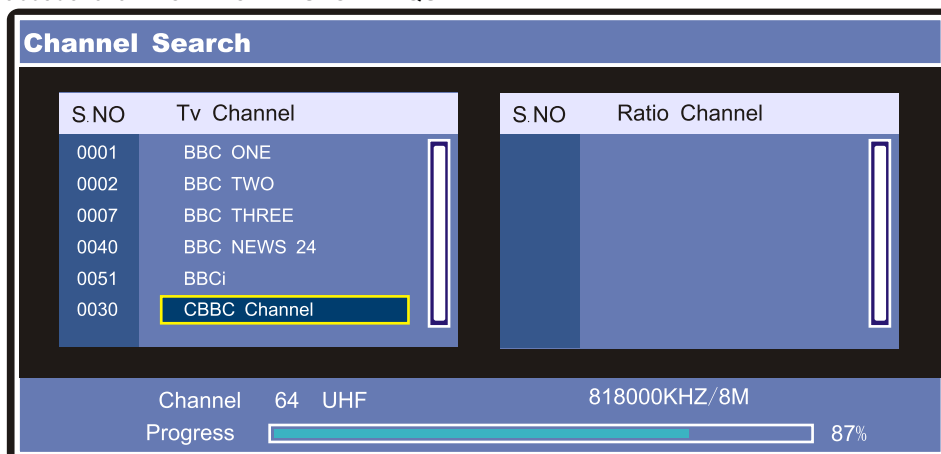 Channel Search
S.NO Tv Channel
0001 BBC ONE
0002 BBC TWO
0007 BBC THREE
0040 BBC NEWS 24
0051 BBCi
0030 CBBC Channel
S.NO Ratio Channel
Channel 64 UHF 818000KHZ/8M
Progress 87%